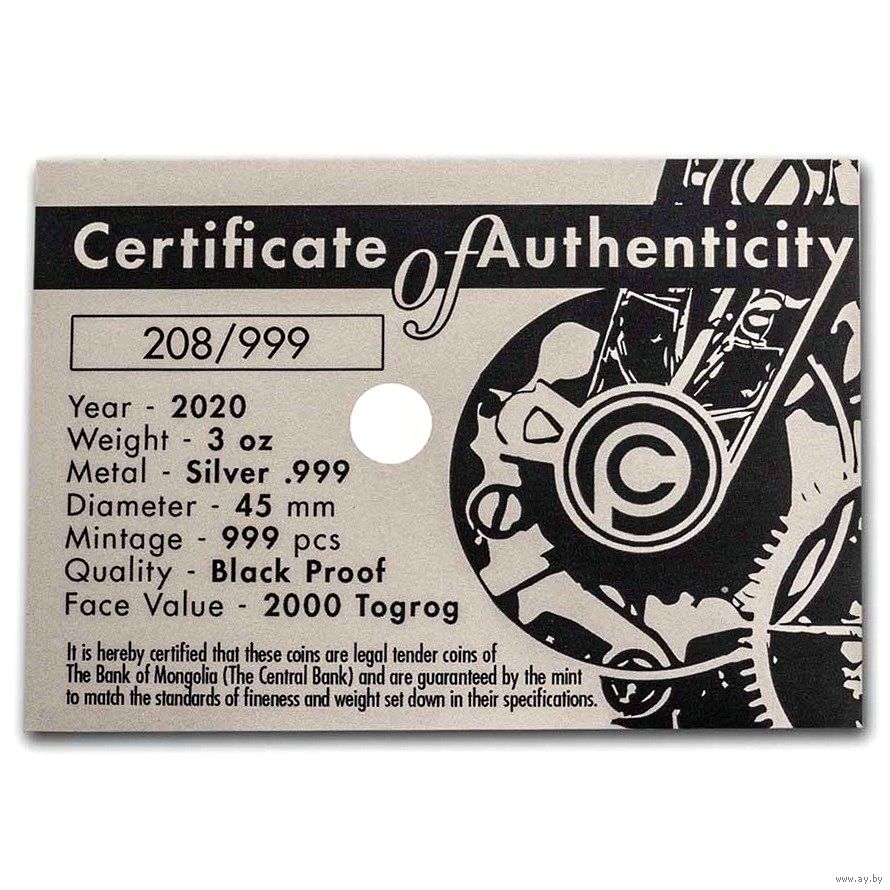 Certificate of Authenticity
208/999
Year - 2020
Weight - 3 oz
Metal - Silver .999
Diameter - 45 mm
Mintage - 999 pcs
Quality - Black Proof
Face Value - 2000 Togrog
It is hereby certified that these coins are legal tender coins of
The Bank of Mongolia (The Central Bank) and are guaranteed by the mint
to match the standards of fineness and weight set down in their specifications.
www.ay.by